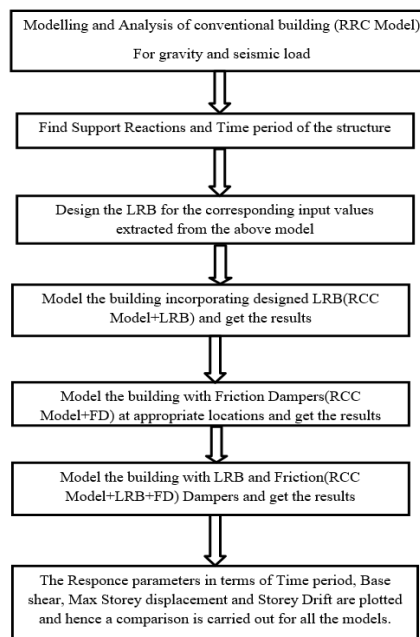 Modelling and Analysis of conventional building (RRC Model)
For gravity and seismic load
Find Support Reactions and Time period of the structure
Design the LRB for the corresponding input values
extracted from the above model
Model the building incorporating designed LRB(RCC
Model+LRB) and get the results
Model the building with Friction Dampers(RCC
Model+FD) at appropriate locations and get the results
Model the building with LRB and Friction(RCC
Model+LRB+FD) Dampers and get the results
The Responce parameters in terms of Time period, Base
shear, Max Storey displacement and Storey Drift are plotted
and hence a comparison is carried out for all the models.